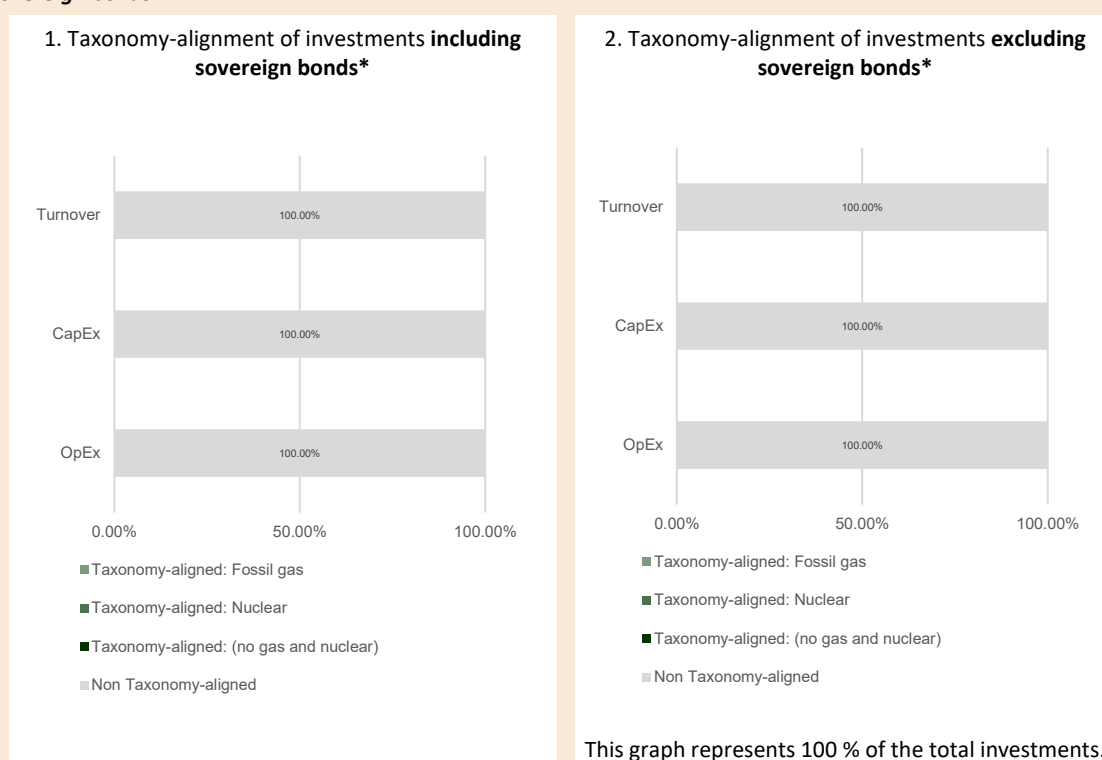 1. Taxonomy-alignment of investments including
sovereign bonds*
Turnover
100.00%
CapEx
100.00%
OpEx
100.00%
0.00% 50.00% 100.00%
Taxonomy-aligned: Fossil gas
Taxonomy-aligned: Nuclear
Taxonomy-aligned: (no gas and nuclear)
Non Taxonomy-aligned
2. Taxonomy-alignment of investments excluding
sovereign bonds*
Turnover
100.00%
CapEx
100.00%
OpEx
100.00%
0.00% 50.00% 100.00%
Taxonomy-aligned: Fossil gas
Taxonomy-aligned: Nuclear
Taxonomy-aligned: (no gas and nuclear)
Non Taxonomy-aligned
This graph represents 100 % of the total investments.